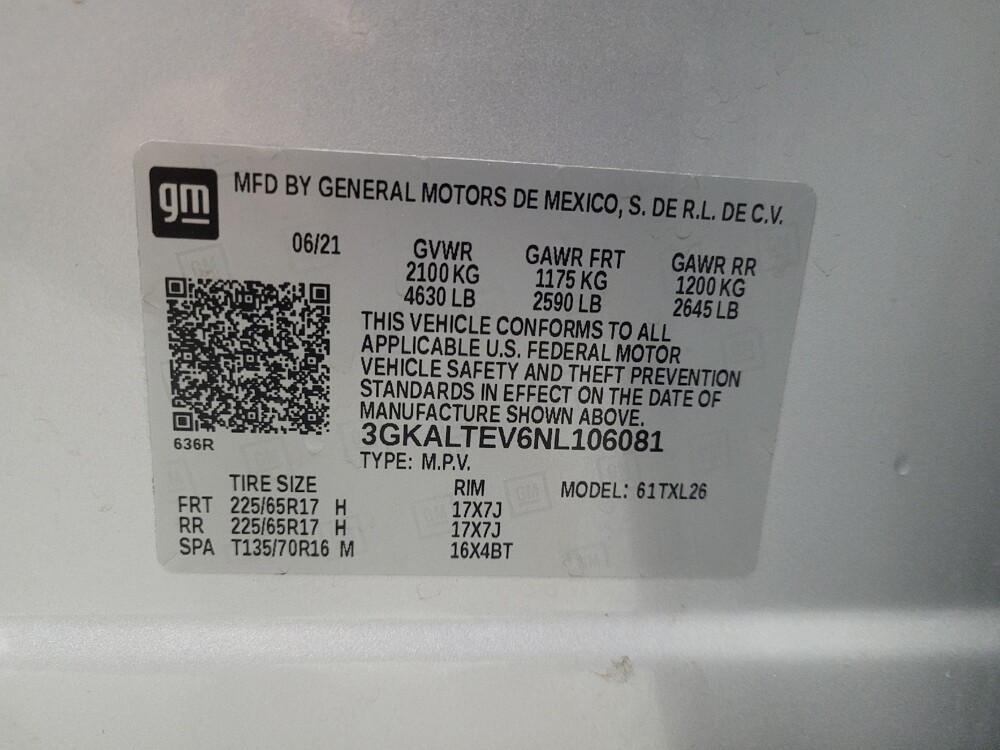 gm
MFD BY GENERAL MOTORS DE MEXICO, S. DE R.L. DE C.V.
06/21 GVWR GAWR FRT GAWR RR
2100 KG 1175 KG 1200 KG
4630 LB 2590 LB 2645 LB
THIS VEHICLE CONFORMS TO ALL
APPLICABLE U.S. FEDERAL MOTOR
VEHICLE SAFETY AND THEFT PREVENTION
STANDARDS IN EFFECT ON THE DATE OF
MANUFACTURE SHOWN ABOVE.
636R
3GKALTEV6NL106081
TYPE: M.P.V.
TIRE SIZE RIM MODEL: 61TXL26
FRT 225/65R17 H 17X7J
RR 225/65R17 H 17X7J
SPA T135/70R16 M 16X4BT